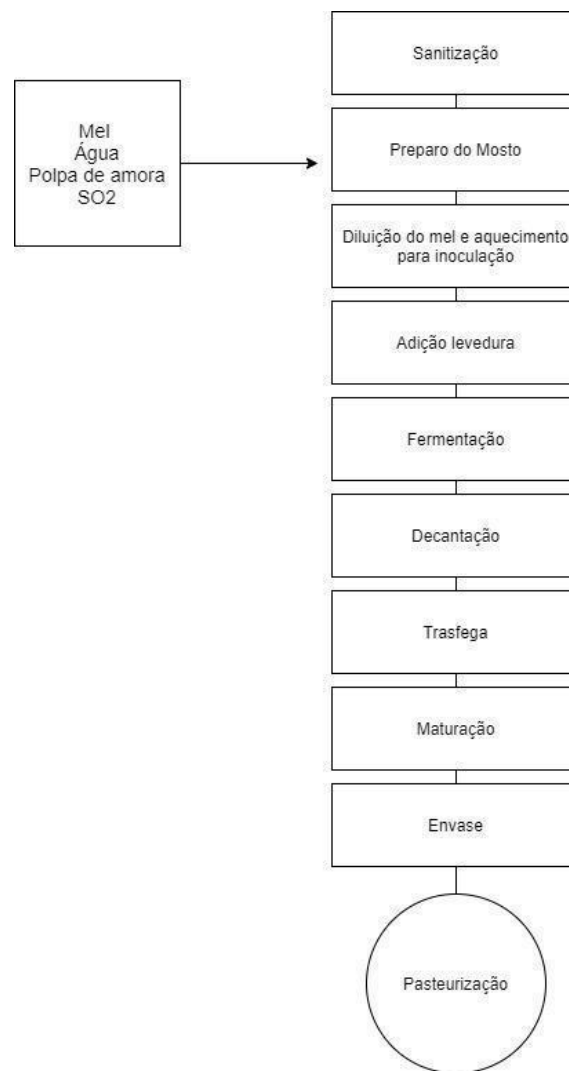 Sanitização
Mel
Água
Polpa de amora
SO2
Preparo do Mosto
Diluição do mel e aquecimento
para inoculação
Adição levedura
Fermentação
Decantação
Trasfega
Maturação
Envase
Pasteurização